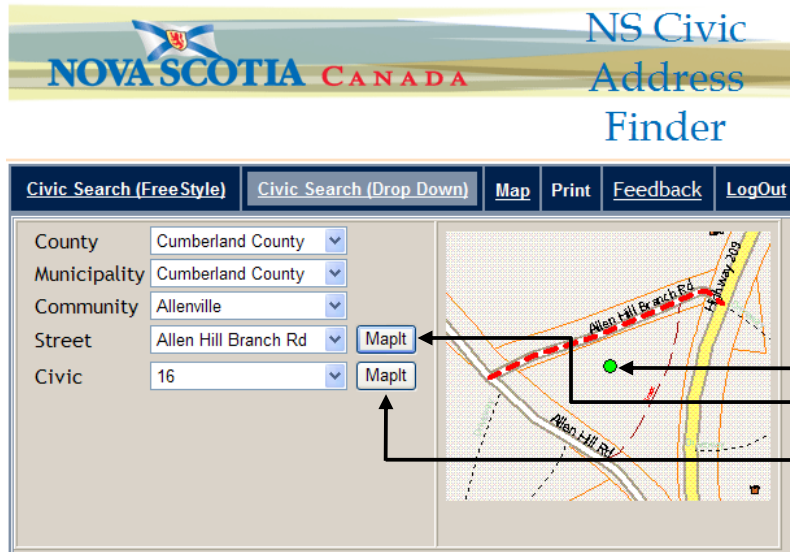 NOVA SCOTIA CANADA
NS Civic
Address
Finder
Civic Search (FreeStyle) Civic Search (Drop Down) Map Print Feedback LogOut
County Cumberland County
Municipality Cumberland County
Community Allenville
Street Allen Hill Branch Rd MapIt
Civic 16 MapIt
Highway 209
Allen Hill Branch Rd
Allen Hill Rd